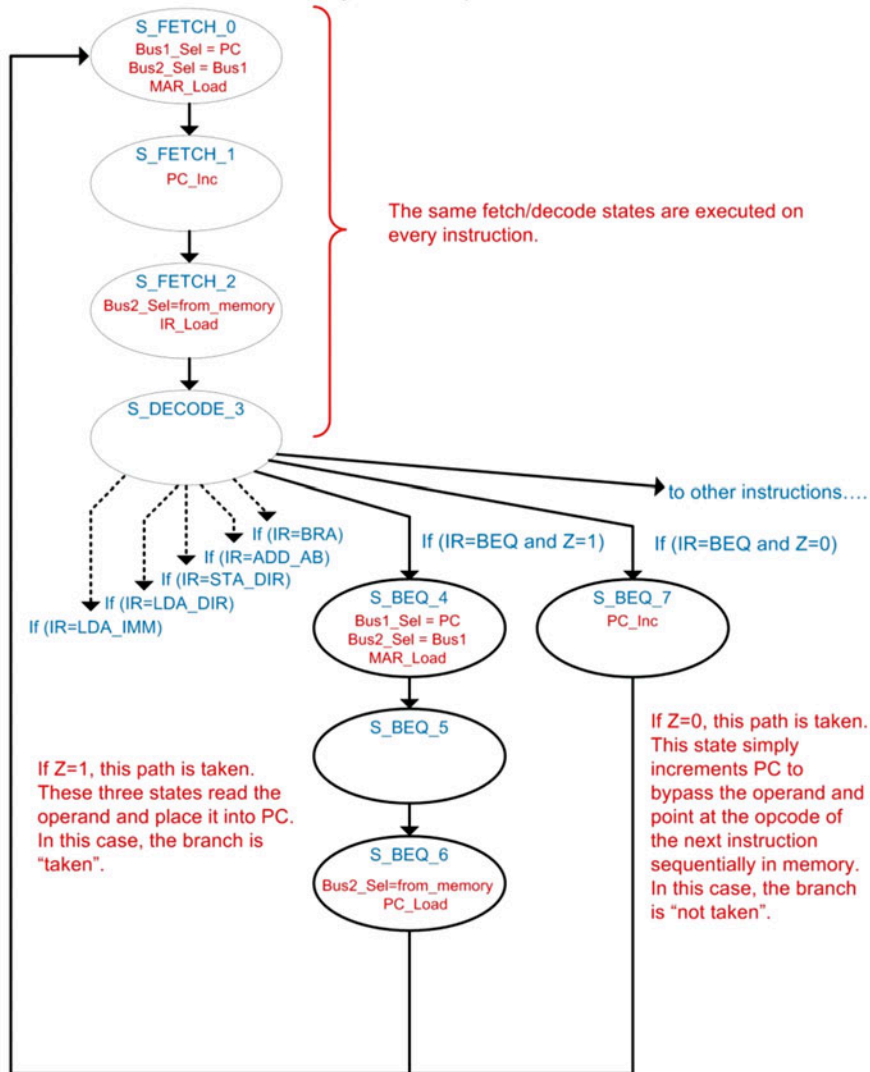 S_FETCH_0
Bus1_Sel = PC
Bus2_Sel = Bus1
MAR_Load
S_FETCH_1
PC_Inc
The same fetch/decode states are executed on
every instruction.
S_FETCH_2
Bus2_Sel=from_memory
IR_Load
S_DECODE_3
to other instructions….
If (IR=BRA)
If (IR=ADD_AB)
If (IR=STA_DIR)
If (IR=LDA_DIR)
If (IR=LDA_IMM)
If (IR=BEQ and Z=1)
If (IR=BEQ and Z=0)
S_BEQ_4
Bus1_Sel = PC
Bus2_Sel = Bus1
MAR_Load
S_BEQ_7
PC_Inc
S_BEQ_5
If Z=1, this path is taken.
These three states read the
operand and place it into PC.
In this case, the branch is
“taken”.
If Z=0, this path is taken.
This state simply
increments PC to
bypass the operand and
point at the opcode of
the next instruction
sequentially in memory.
In this case, the branch
is “not taken”.
S_BEQ_6
Bus2_Sel=from_memory
PC_Load